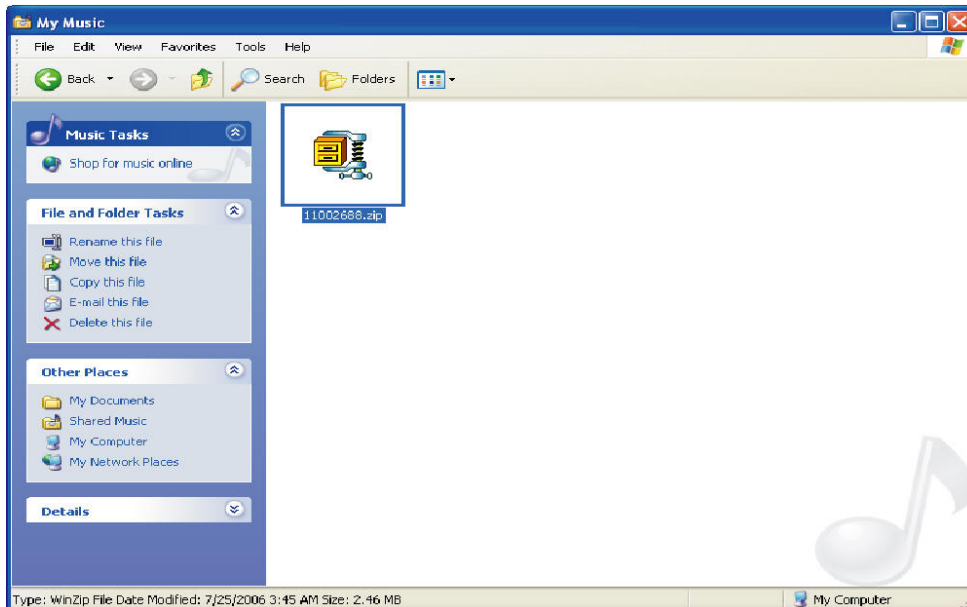 My Music
File Edit View Favorites Tools Help
Back Search Folders
Music Tasks
Shop for music online
File and Folder Tasks
Rename this file
Move this file
Copy this file
E-mail this file
Delete this file
Other Places
My Documents
Shared Music
My Computer
My Network Places
Details
11002688.zip
Type: WinZip File Date Modified: 7/25/2006 3:45 AM Size: 2.46 MB
My Computer